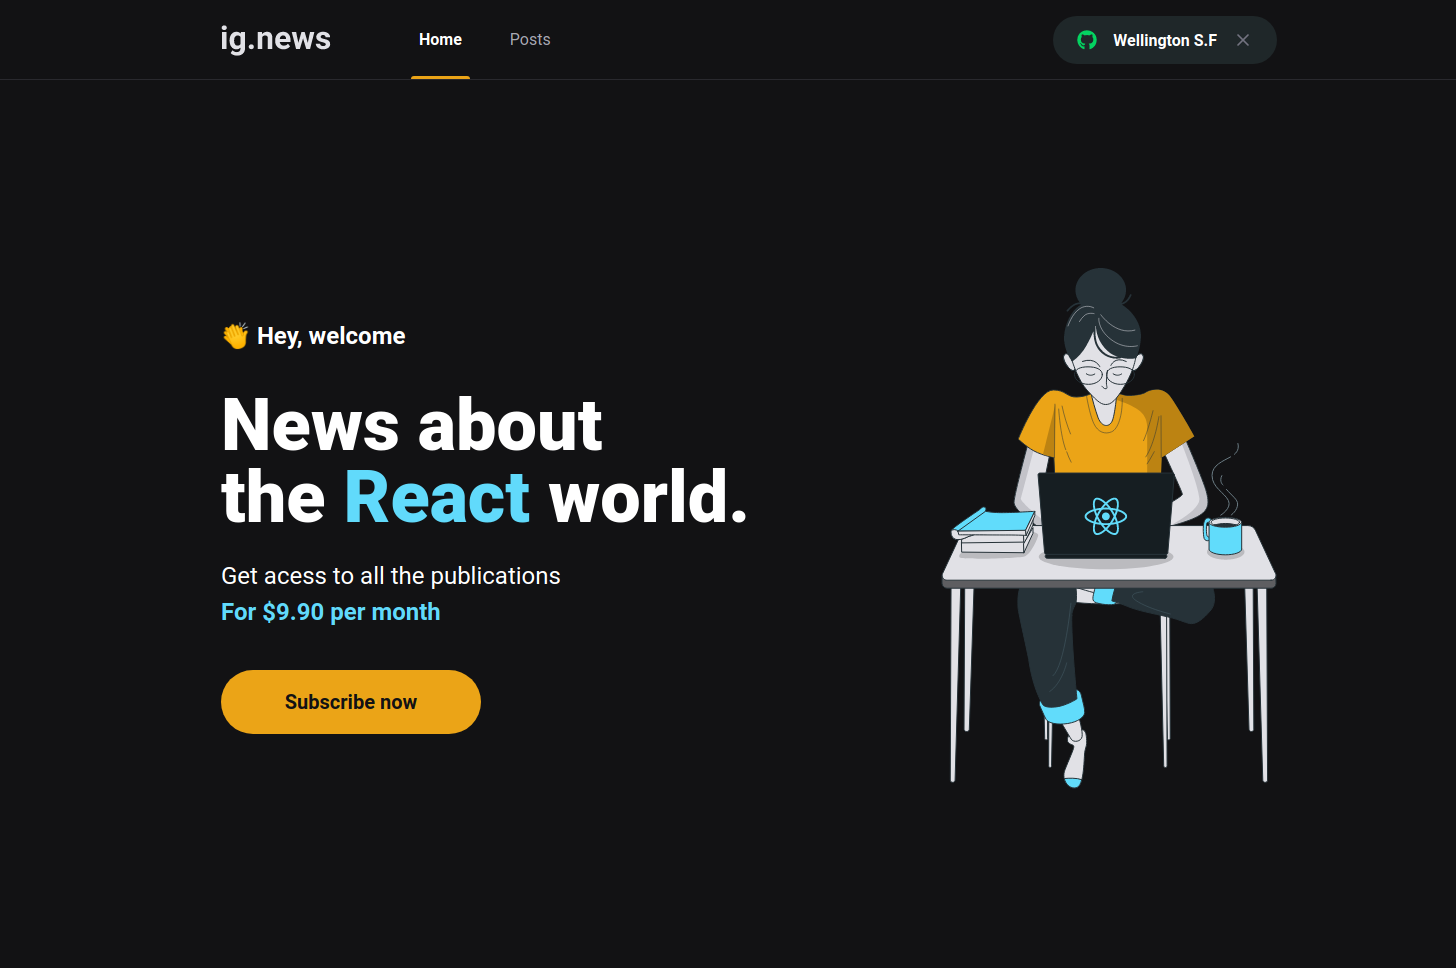 ig.news
Home
Posts
Wellington S.F
👋 Hey, welcome
News about
the React world.
Get acess to all the publications
For $9.90 per month
Subscribe now